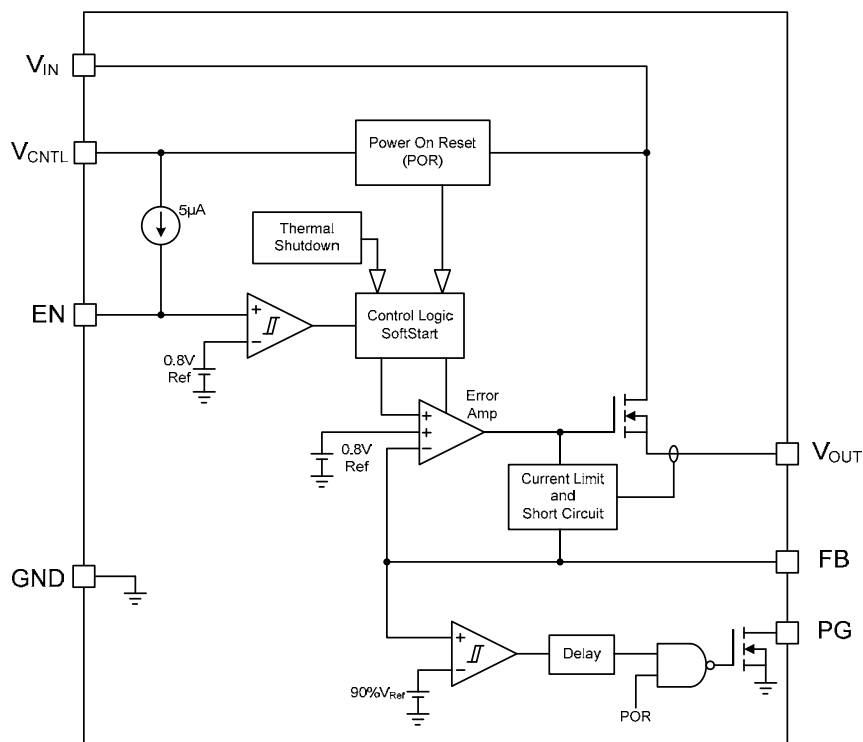 VIN
VCNTL
Power On Reset
(POR)
5µA
Thermal
Shutdown
EN
+
−
Control Logic
SoftStart
0.8V
Ref
Error
Amp
+
+
−
0.8V
Ref
VOUT
Current Limit
and
Short Circuit
GND
FB
PG
+
−
Delay
90%VRef
POR